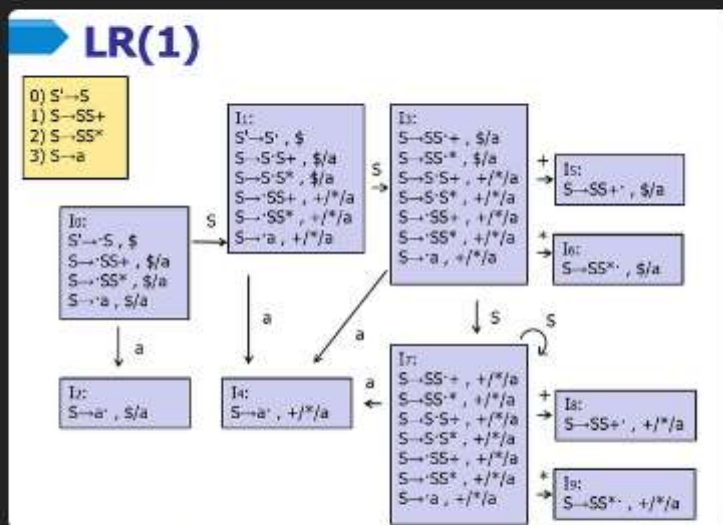 LR(1)
0) S'→S
1) S→SS+
2) S→SS*
3) S→a
I₀:
S'→·S , $
S→·SS+ , $/a
S→·SS* , $/a
S→·a , $/a
S
a
I₂:
S→a· , $/a
I₁:
S'→S· , $
S→S·S+ , $/a
S→S·S* , $/a
S→·SS+ , +/*/a
S→·SS* , +/*/a
S→·a , +/*/a
S
a
I₄:
S→a· , +/*/a
I₃:
S→SS·+ , $/a
S→SS·* , $/a
S→S·S+ , +/*/a
S→S·S* , +/*/a
S→·SS+ , +/*/a
S→·SS* , +/*/a
S→·a , +/*/a
+
I₅:
S→SS+· , $/a
*
I₆:
S→SS*· , $/a
a
S
S
I₇:
S→SS·+ , +/*/a
S→SS·* , +/*/a
S→S·S+ , +/*/a
S→S·S* , +/*/a
S→·SS+ , +/*/a
S→·SS* , +/*/a
S→·a , +/*/a
a
+
I₈:
S→SS+· , +/*/a
*
I₉:
S→SS*· , +/*/a